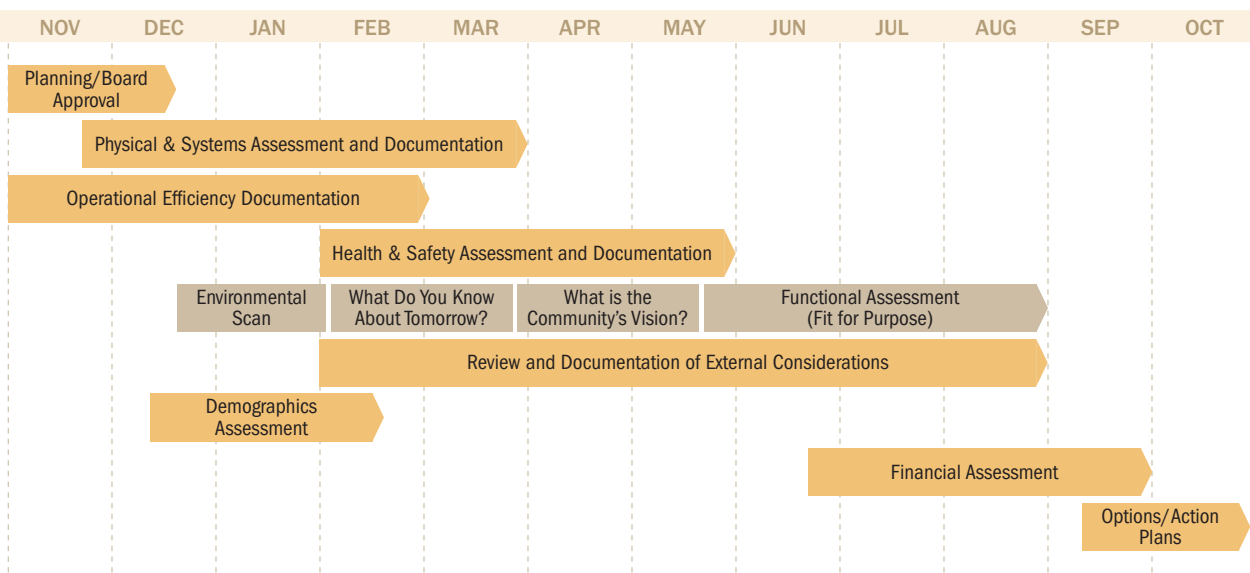 NOV DEC JAN FEB MAR APR MAY JUN JUL AUG SEP OCT
Planning/Board
Approval
Physical & Systems Assessment and Documentation
Operational Efficiency Documentation
Health & Safety Assessment and Documentation
Environmental
Scan
What Do You Know
About Tomorrow?
What is the
Community’s Vision?
Functional Assessment
(Fit for Purpose)
Review and Documentation of External Considerations
Demographics
Assessment
Financial Assessment
Options/Action
Plans